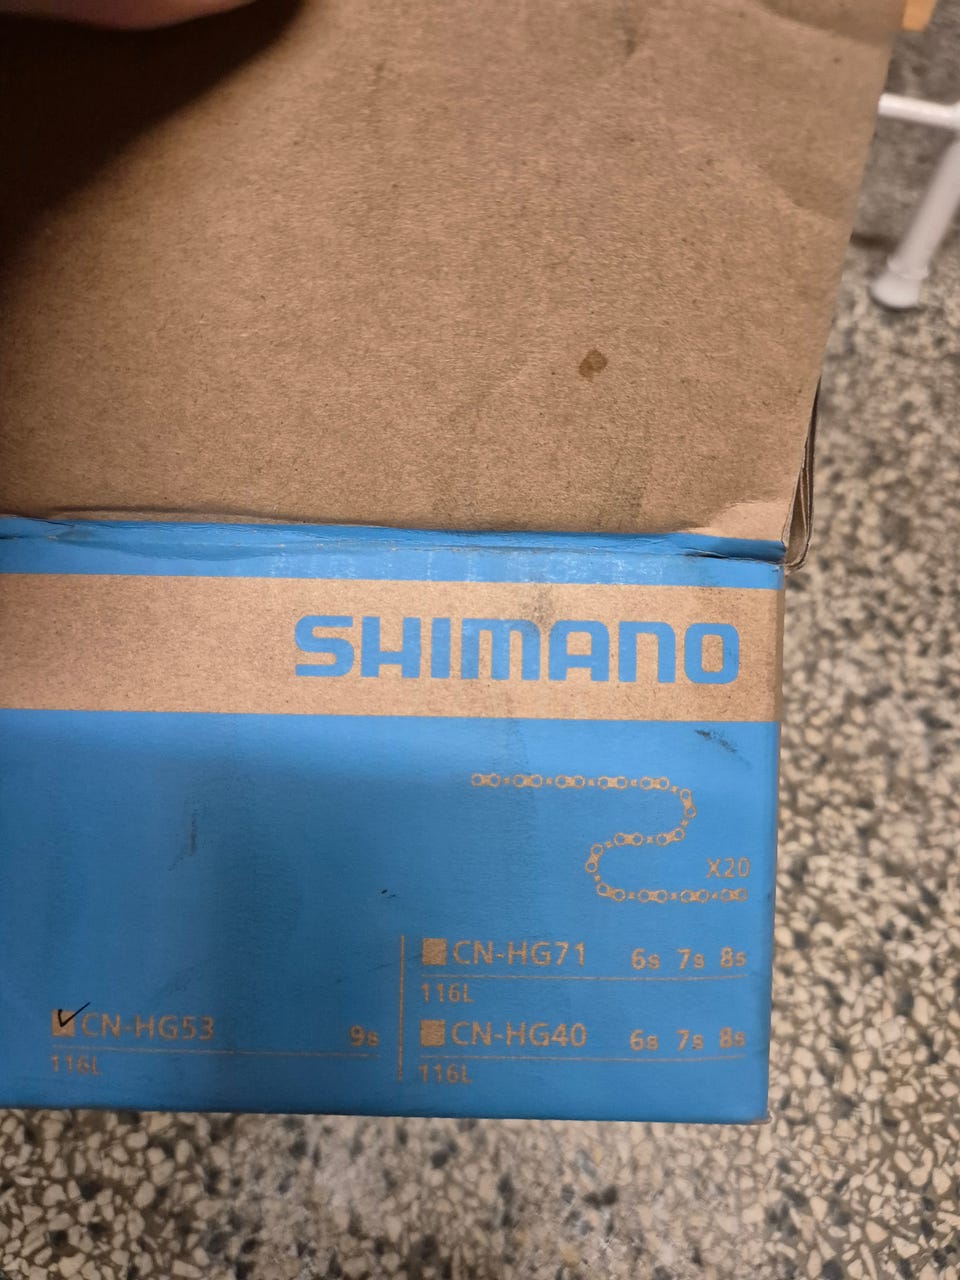 SHIMANO
X20
CN-HG71 6s 7s 8s
116L
CN-HG53 9s
116L
CN-HG40 6s 7s 8s
116L